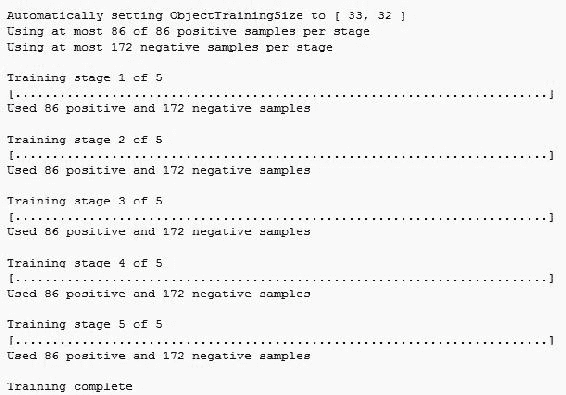 Automatically setting ObjectTrainingSize to [ 33, 32 ]
Using at most 86 of 86 positive samples per stage
Using at most 172 negative samples per stage
Training stage 1 of 5
[........................................................................]
Used 86 positive and 172 negative samples
Training stage 2 of 5
[........................................................................]
Used 86 positive and 172 negative samples
Training stage 3 of 5
[........................................................................]
Used 86 positive and 172 negative samples
Training stage 4 of 5
[........................................................................]
Used 86 positive and 172 negative samples
Training stage 5 of 5
[........................................................................]
Used 86 positive and 172 negative samples
Training complete